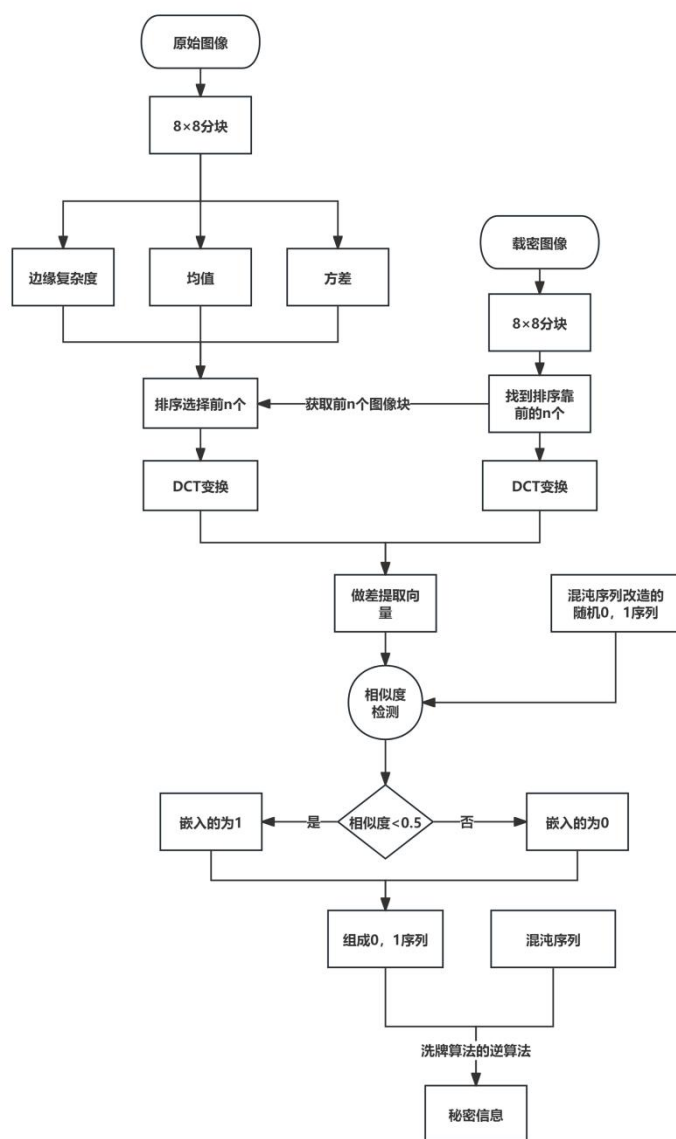 原始图像
8×8分块
边缘复杂度
均值
方差
载密图像
8×8分块
排序选择前n个
获取前n个图像块
找到排序靠
前的n个
DCT变换
DCT变换
做差提取向
量
混沌序列改造的
随机0，1序列
相似度
检测
嵌入的为1
是
相似度<0.5
否
嵌入的为0
组成0，1序列
混沌序列
洗牌算法的逆算法
秘密信息